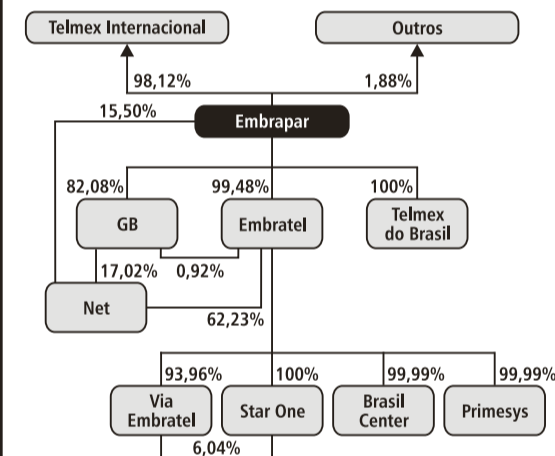 Telmex Internacional
Outros
98,12%
1,88%
15,50%
Embrapar
82,08%
99,48%
100%
GB
Embratel
Telmex
do Brasil
17,02%
0,92%
Net
62,23%
93,96%
100%
99,99%
99,99%
Via
Embratel
Star One
Brasil
Center
Primesys
6,04%